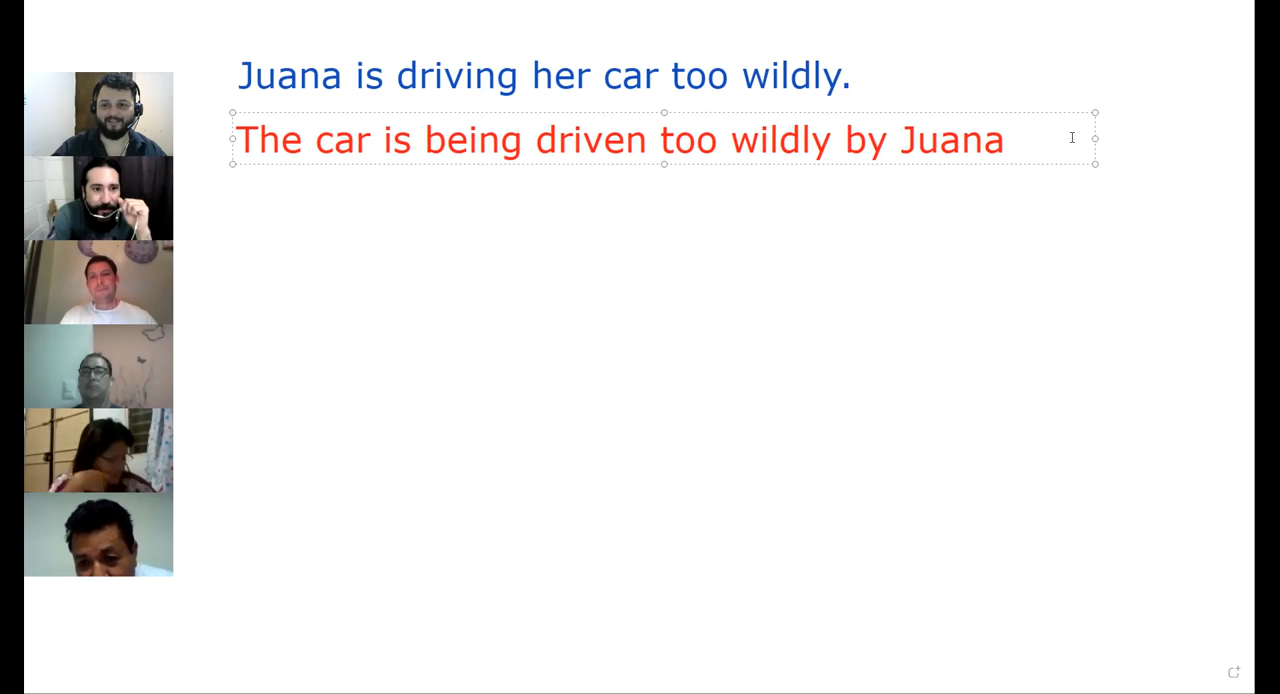 Juana is driving her car too wildly.
The car is being driven too wildly by Juana